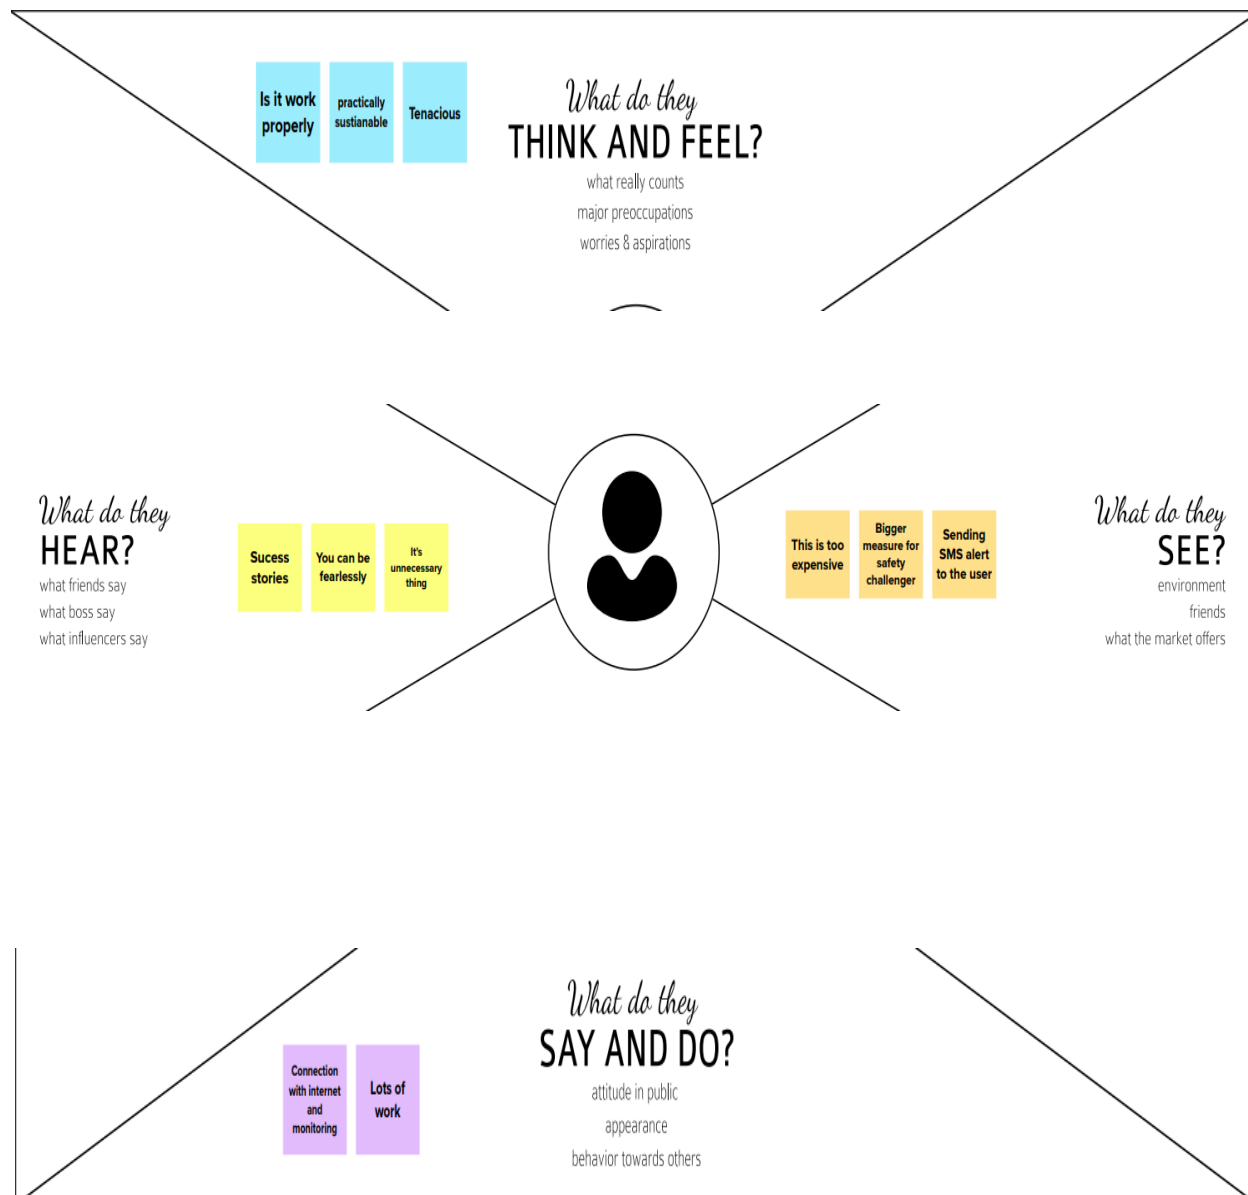 Is it work
properly
practically
sustianable
Tenacious
What do they
THINK AND FEEL?
what really counts
major preoccupations
worries & aspirations
What do they
HEAR?
what friends say
what boss say
what influencers say
Sucess
stories
You can be
fearlessly
It's
unnecessary
thing
This is too
expensive
Bigger
measure for
safety
challenger
Sending
SMS alert
to the user
What do they
SEE?
environment
friends
what the market offers
Connection
with internet
and
monitoring
Lots of
work
What do they
SAY AND DO?
attitude in public
appearance
behavior towards others